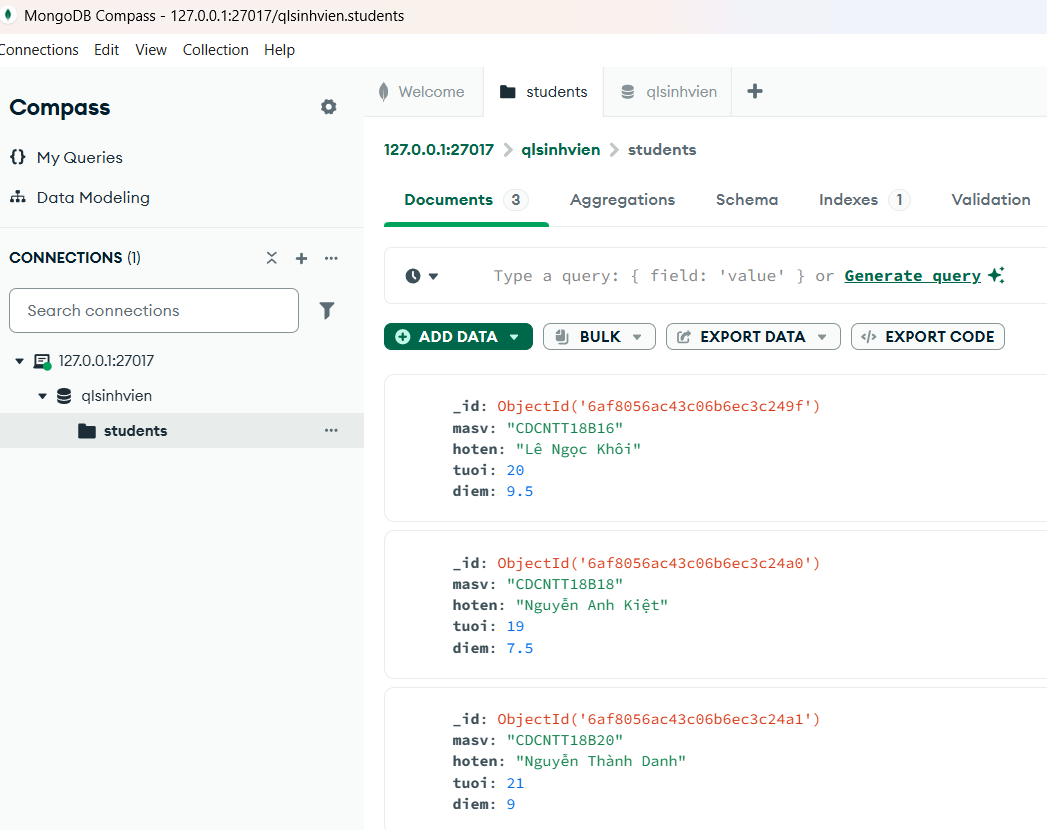 MongoDB Compass - 127.0.0.1:27017/qlsinhvien.students
Connections Edit View Collection Help
Compass
My Queries
Data Modeling
CONNECTIONS (1)
Search connections
127.0.0.1:27017
qlsinhvien
students
Welcome students qlsinhvien
127.0.0.1:27017 > qlsinhvien > students
Documents 3 Aggregations Schema Indexes 1 Validation
Type a query: { field: 'value' } or Generate query
ADD DATA BULK EXPORT DATA EXPORT CODE
_id: ObjectId('6af8056ac43c06b6ec3c249f')
masv: "CDCNTT18B16"
hoten: "Lê Ngọc Khôi"
tuoi: 20
diem: 9.5
_id: ObjectId('6af8056ac43c06b6ec3c24a0')
masv: "CDCNTT18B18"
hoten: "Nguyễn Anh Kiệt"
tuoi: 19
diem: 7.5
_id: ObjectId('6af8056ac43c06b6ec3c24a1')
masv: "CDCNTT18B20"
hoten: "Nguyễn Thành Danh"
tuoi: 21
diem: 9